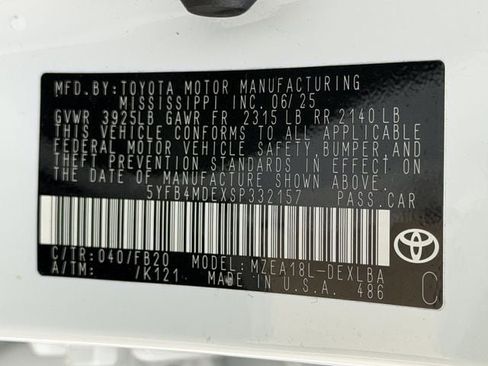 MFD.BY:TOYOTA MOTOR MANUFACTURING
MISSISSIPPI INC. 06/25
GVWR 3925LB GAWR FR 2315 LB RR 2140 LB
THIS VEHICLE CONFORMS TO ALL APPLICABLE
FEDERAL MOTOR VEHICLE SAFETY BUMPER AND
THEFT PREVENTION STANDARDS IN EFFECT ON
THE DATE OF MANUFACTURE SHOWN ABOVE.
5YFB4MDEXSP332157 PASS.CAR
C/TR:040/FB20 MODEL:MZEA18L-DEXLBA
A/TM: /K121 MADE IN U.S.A.
486
C